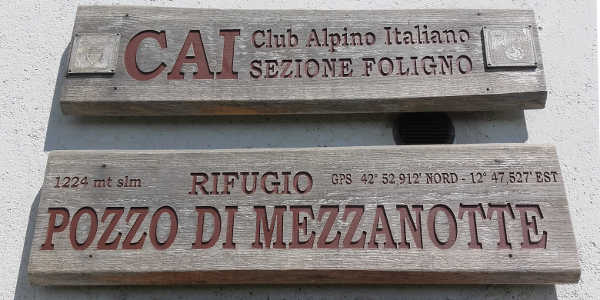 CAI Club Alpino Italiano
SEZIONE FOLIGNO
1224 mt slm RIFUGIO GPS 42° 52,912' NORD - 12° 47,527' EST
POZZO DI MEZZANOTTE